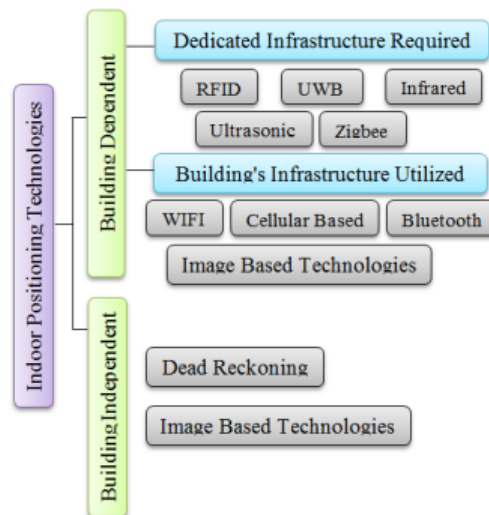 Indoor Positioning Technologies
Building Dependent
Dedicated Infrastructure Required
RFID
UWB
Infrared
Ultrasonic
Zigbee
Building's Infrastructure Utilized
WIFI
Cellular Based
Bluetooth
Image Based Technologies
Building Independent
Dead Reckoning
Image Based Technologies